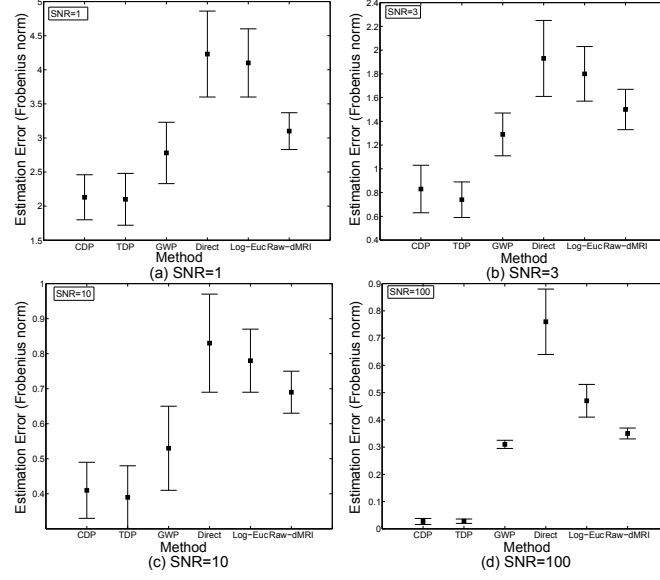 SNR=1
Estimation Error (Frobenius norm)
5
4.5
4
3.5
3
2.5
2
1.5
CDP TDP GWP Direct Log−Euc Raw−dMRI
Method
(a) SNR=1
SNR=3
Estimation Error (Frobenius norm)
2.4
2.2
2
1.8
1.6
1.4
1.2
1
0.8
0.6
0.4
CDP TDP GWP Direct Log−Euc Raw−dMRI
Method
(b) SNR=3
SNR=10
Estimation Error (Frobenius norm)
1
0.9
0.8
0.7
0.6
0.5
0.4
CDP TDP GWP Direct Log−Euc Raw−dMRI
Method
(c) SNR=10
SNR=100
Estimation Error (Frobenius norm)
0.9
0.8
0.7
0.6
0.5
0.4
0.3
0.2
0.1
0
CDP TDP GWP Direct Log−Euc Raw−dMRI
Method
(d) SNR=100